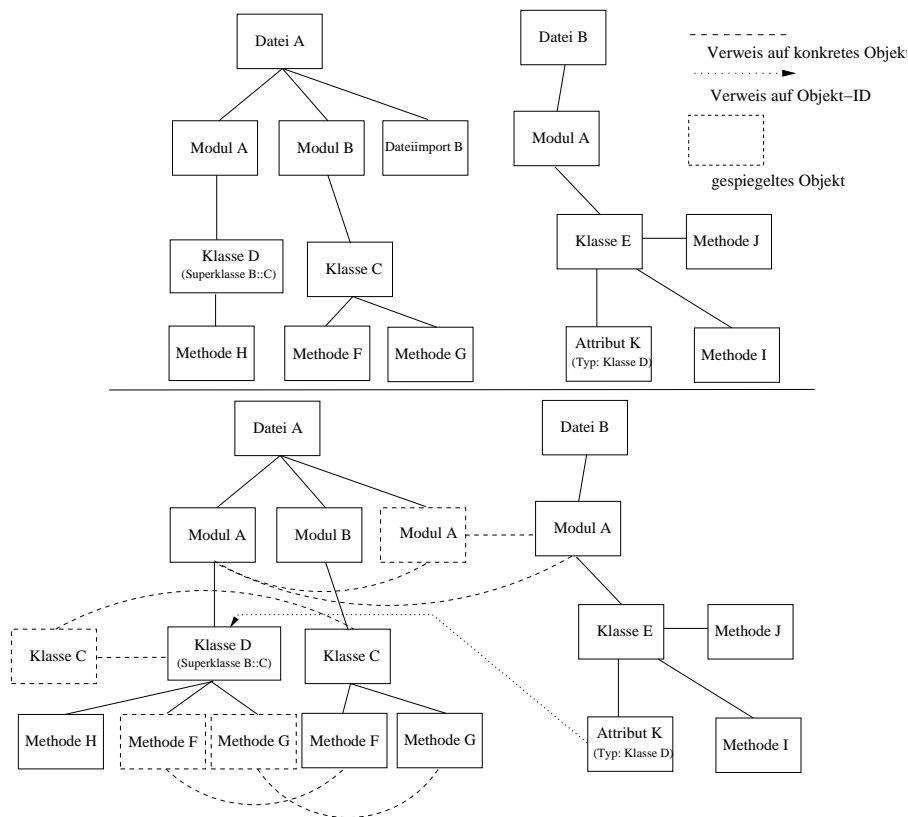 Datei A
Datei B
Verweis auf konkretes Objekt
Verweis auf Objekt−ID
gespiegeltes Objekt
Modul A
Modul B
Dateiimport B
Modul A
Klasse D
(Superklasse B::C)
Klasse C
Klasse E
Methode J
Methode H
Methode F
Methode G
Attribut K
(Typ: Klasse D)
Methode I
Datei A
Datei B
Modul A
Modul B
Modul A
Modul A
Klasse C
Klasse D
(Superklasse B::C)
Klasse C
Klasse E
Methode J
Methode H
Methode F
Methode G
Methode F
Methode G
Attribut K
(Typ: Klasse D)
Methode I